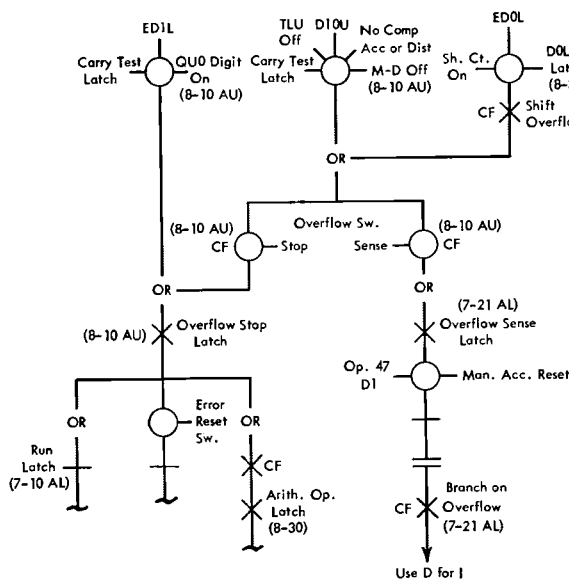 ED1L
Carry Test
Latch
QU0 Digit
On
(8-10 AU)
TLU
Off
D10U
No Comp
Acc or Dist
Carry Test
Latch
M-D Off
(8-10 AU)
ED0L
Sh. Ct.
On
D0L
CF
Shift
OR
(8-10 AU)
CF
Stop
Overflow Sw.
Sense
(8-10 AU)
CF
OR
OR
(8-10 AU)
Overflow Stop
Latch
(7-21 AL)
Overflow Sense
Latch
Op. 47
D1
Man. Acc. Reset
OR
Error
Reset
Sw.
OR
Run
Latch
(7-10 AL)
CF
Arith. Op.
Latch
(8-30)
CF
Branch on
Overflow
(7-21 AL)
Use D for I